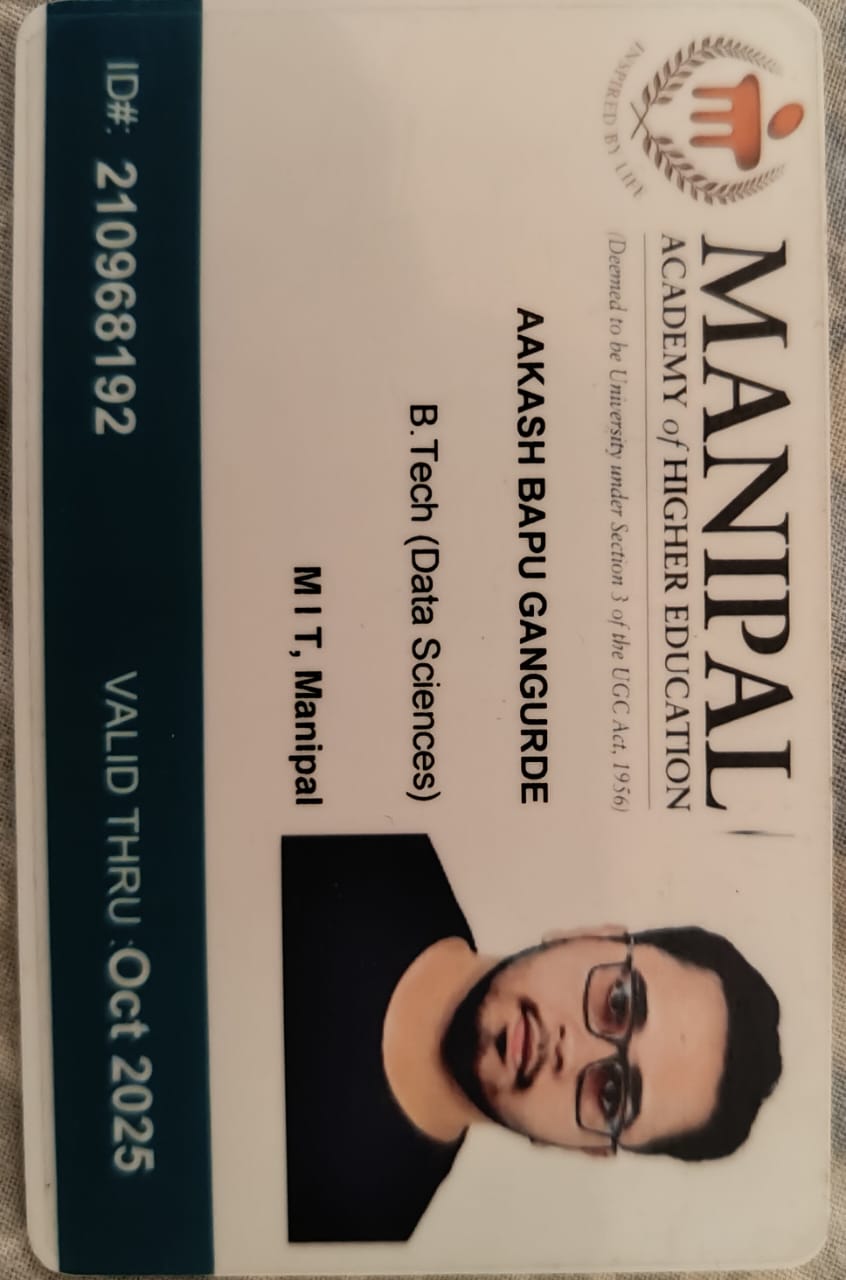 INSPIRED BY LIFE
MANIPAL
ACADEMY of HIGHER EDUCATION
(Deemed to be University under Section 3 of the UGC Act, 1956)
AAKASH BAPU GANGURDE
B.Tech (Data Sciences)
M I T, Manipal
ID#: 210968192 VALID THRU :Oct 2025